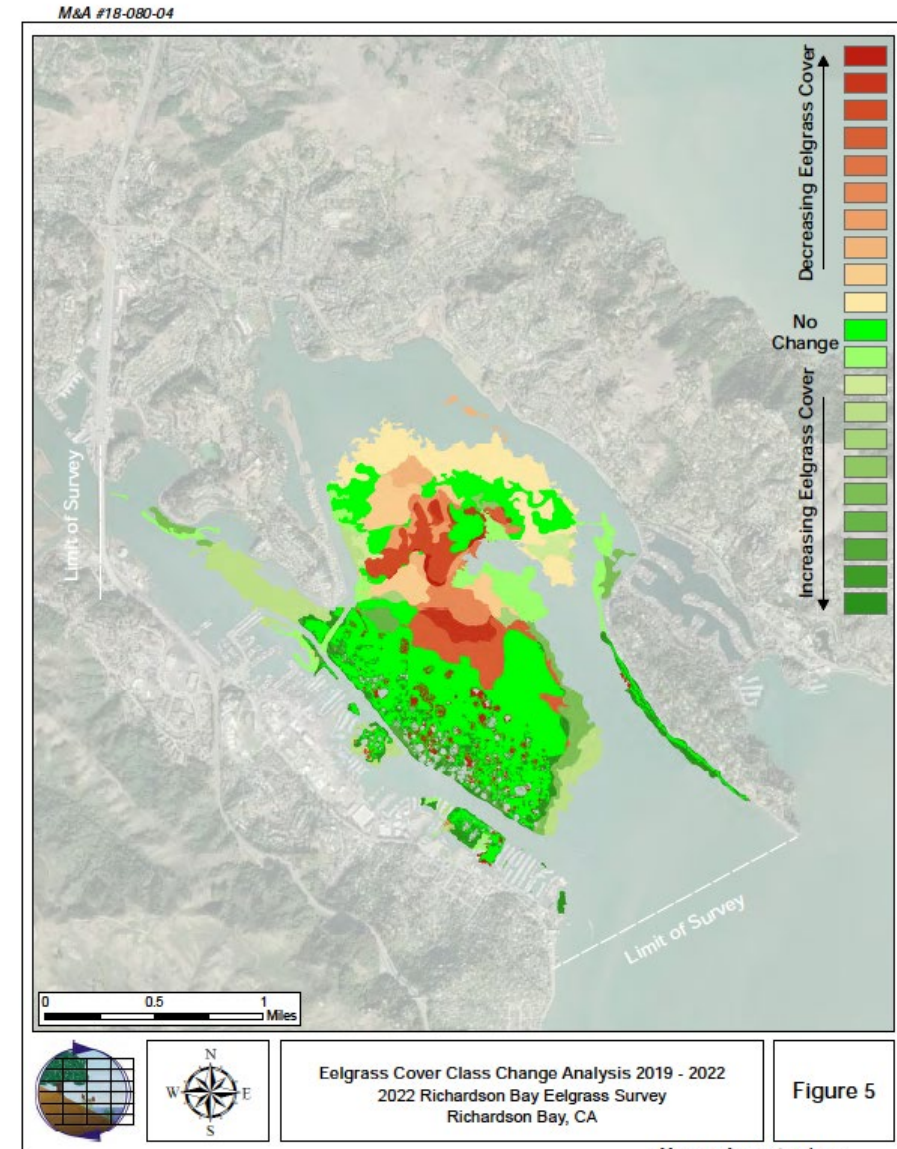 M&A #18-080-04
Decreasing Eelgrass Cover
No
Change
Increasing Eelgrass Cover
Limit of Survey
Limit of Survey
0 0.5 1
Miles
N
W E
S
Eelgrass Cover Class Change Analysis 2019 - 2022
2022 Richardson Bay Eelgrass Survey
Richardson Bay, CA
Figure 5